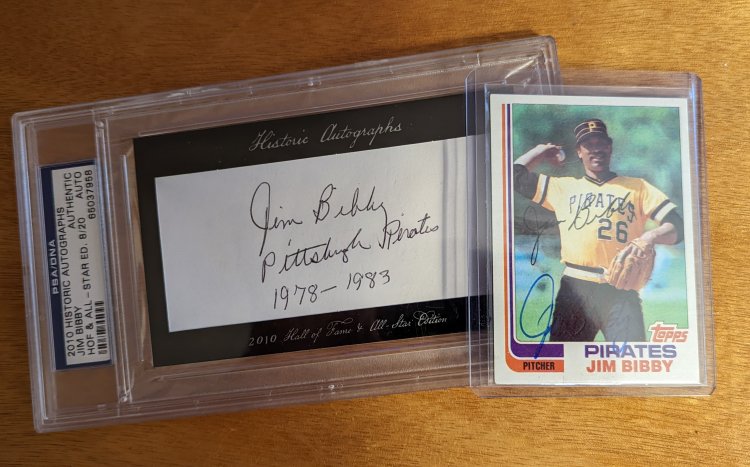 PSA/DNA
2010 HISTORIC AUTOGRAPHS
JIM BIBBY AUTHENTIC
HOF & ALL-STAR ED. 8/20 AUTO
65037958
Historic Autographs
Jim Bibby
Pittsburgh Pirates
1978-1983
2010 Hall of Fame & All-Star Edition
P
PIRATES
26
Jim Bibby
topps
PIRATES
PITCHER
JIM BIBBY